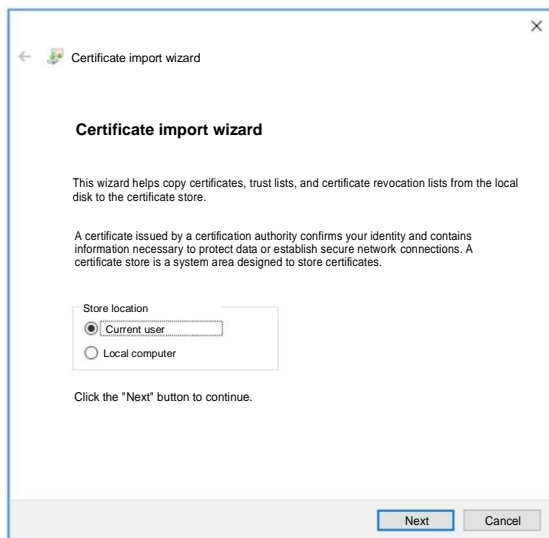 Certificate import wizard
Certificate import wizard
This wizard helps copy certificates, trust lists, and certificate revocation lists from the local
disk to the certificate store.
A certificate issued by a certification authority confirms your identity and contains
information necessary to protect data or establish secure network connections. A
certificate store is a system area designed to store certificates.
Store location
Current user
Local computer
Click the "Next" button to continue.
Next Cancel